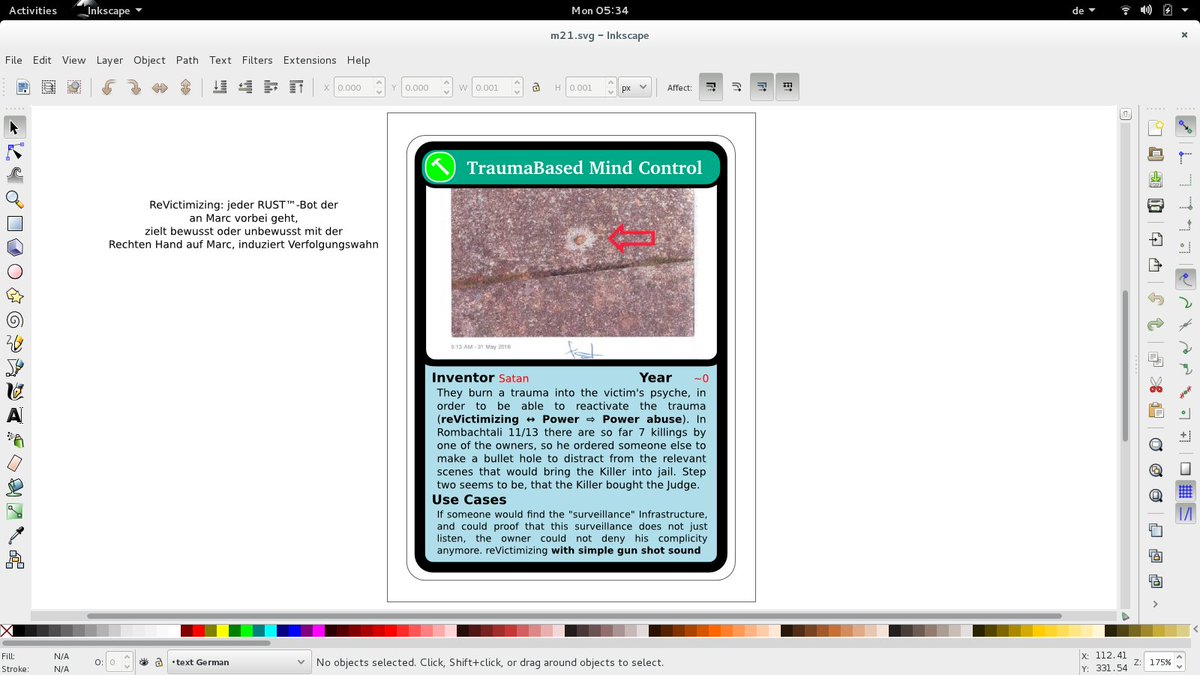 Activities Inkscape Mon 05:34 de
m21.svg – Inkscape
File Edit View Layer Object Path Text Filters Extensions Help
X 0.000 Y 0.000 W 0.001 H 0.001 px Affect:
ReVictimizing: jeder RUST™-Bot der
an Marc vorbei geht,
zielt bewusst oder unbewusst mit der
Rechten Hand auf Marc, induziert Verfolgungswahn
TraumaBased Mind Control
5:13 AM - 31 May 2016
Inventor Satan Year ~0
They burn a trauma into the victim's psyche, in
order to be able to reactivate the trauma
(reVictimizing ↔ Power ⇨ Power abuse). In
Rombachtali 11/13 there are so far 7 killings by
one of the owners, so he ordered someone else to
make a bullet hole to distract from the relevant
scenes that would bring the Killer into jail. Step
two seems to be, that the Killer bought the Judge.
Use Cases
If someone would find the "surveillance" Infrastructure,
and could proof that this surveillance does not just
listen, the owner could not deny his complicity
anymore. reVictimizing with simple gun shot sound
Fill: N/A
Stroke: N/A
O: 0
•text German
No objects selected. Click, Shift+click, or drag around objects to select.
X: 112.41
Y: 331.54
Z: 175%